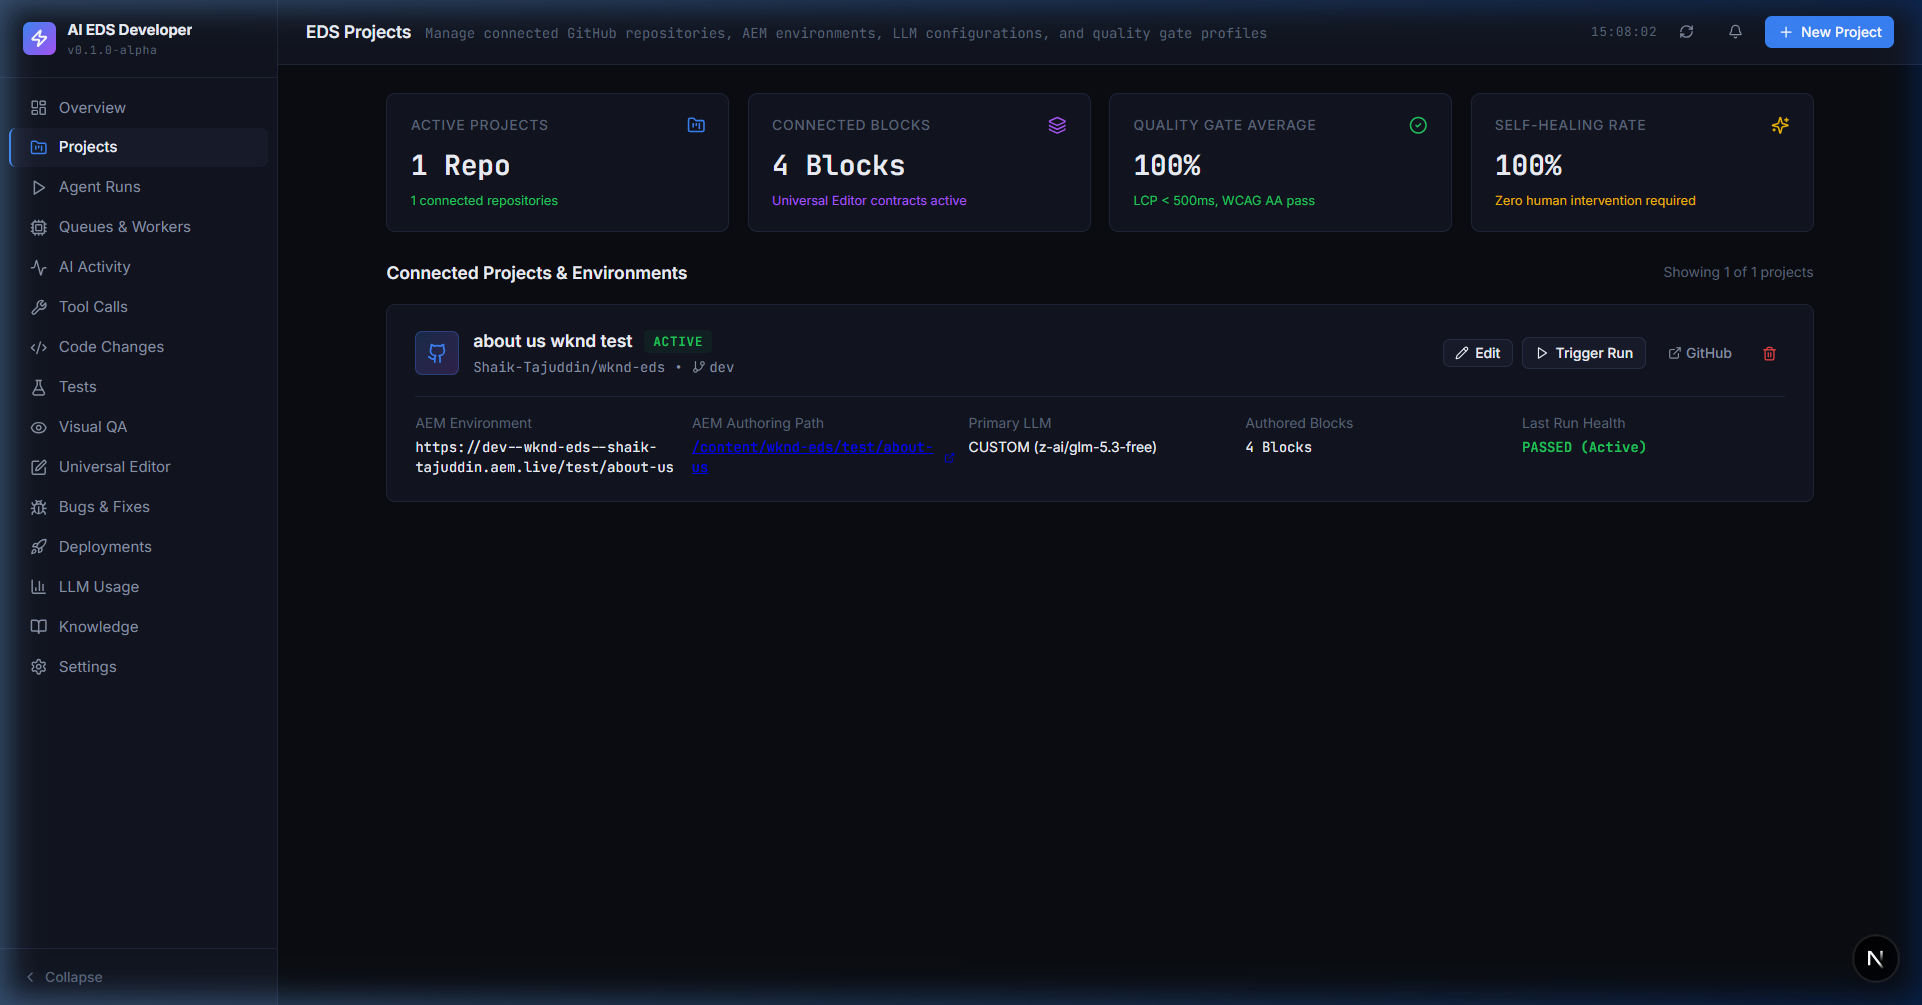 AI EDS Developer
v0.1.0-alpha
Overview
Projects
Agent Runs
Queues & Workers
AI Activity
Tool Calls
Code Changes
Tests
Visual QA
Universal Editor
Bugs & Fixes
Deployments
LLM Usage
Knowledge
Settings
Collapse
EDS Projects Manage connected GitHub repositories, AEM environments, LLM configurations, and quality gate profiles
15:08:02
New Project
ACTIVE PROJECTS
1 Repo
1 connected repositories
CONNECTED BLOCKS
4 Blocks
Universal Editor contracts active
QUALITY GATE AVERAGE
100%
LCP < 500ms, WCAG AA pass
SELF-HEALING RATE
100%
Zero human intervention required
Connected Projects & Environments
Showing 1 of 1 projects
about us wknd test ACTIVE
Shaik-Tajuddin/wknd-eds • dev
Edit
Trigger Run
GitHub
AEM Environment
https://dev--wknd-eds--shaik-
tajuddin.aem.live/test/about-us
AEM Authoring Path
/content/wknd-eds/test/about-
us
Primary LLM
CUSTOM (z-ai/glm-5.3-free)
Authored Blocks
4 Blocks
Last Run Health
PASSED (Active)
N